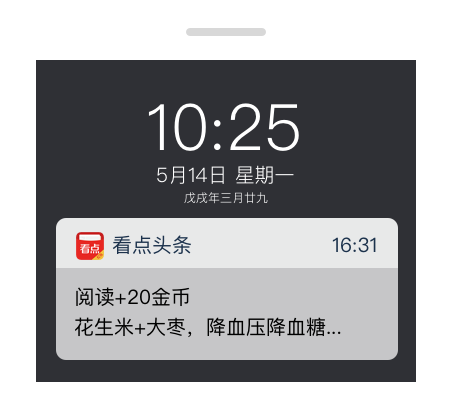 10:25
5月14日 星期一
戊戌年三月廿九
看点 看点头条 16:31
阅读+20金币
花生米+大枣，降血压降血糖...